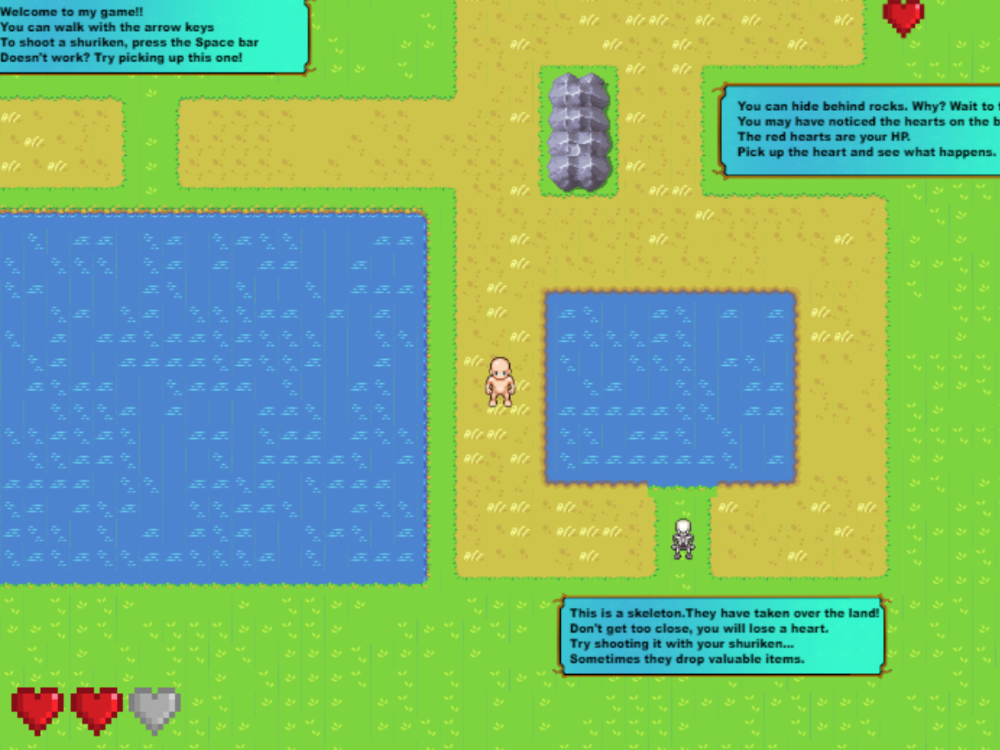 Welcome to my game!!
You can walk with the arrow keys
To shoot a shuriken, press the Space bar
Doesn't work? Try picking up this one!
You can hide behind rocks. Why? Wait to
You may have noticed the hearts on the
The red hearts are your HP.
Pick up the heart and see what happens.
This is a skeleton.They have taken over the land!
Don't get too close, you will lose a heart.
Try shooting it with your shuriken...
Sometimes they drop valuable items.